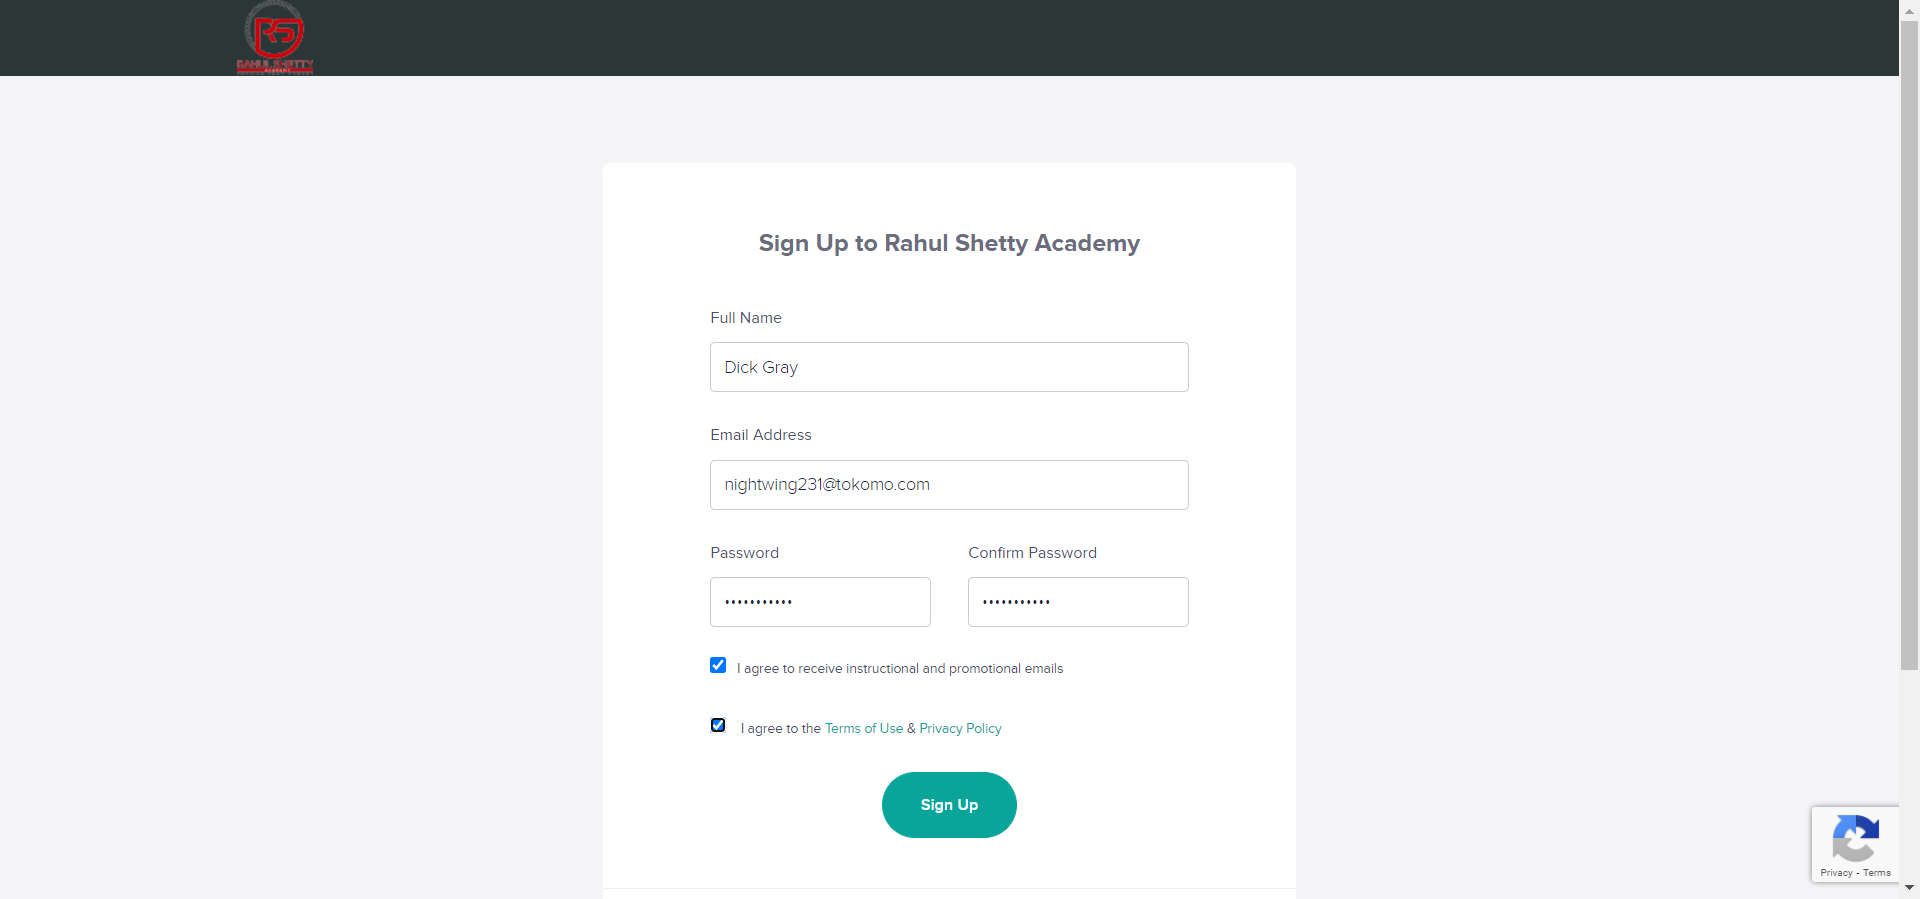 RAHUL SHETTY
Sign Up to Rahul Shetty Academy
Full Name
Dick Gray
Email Address
nightwing231@tokomo.com
Password
Confirm Password
•••••••••••
•••••••••••
I agree to receive instructional and promotional emails
I agree to the Terms of Use & Privacy Policy
Sign Up
Privacy - Terms